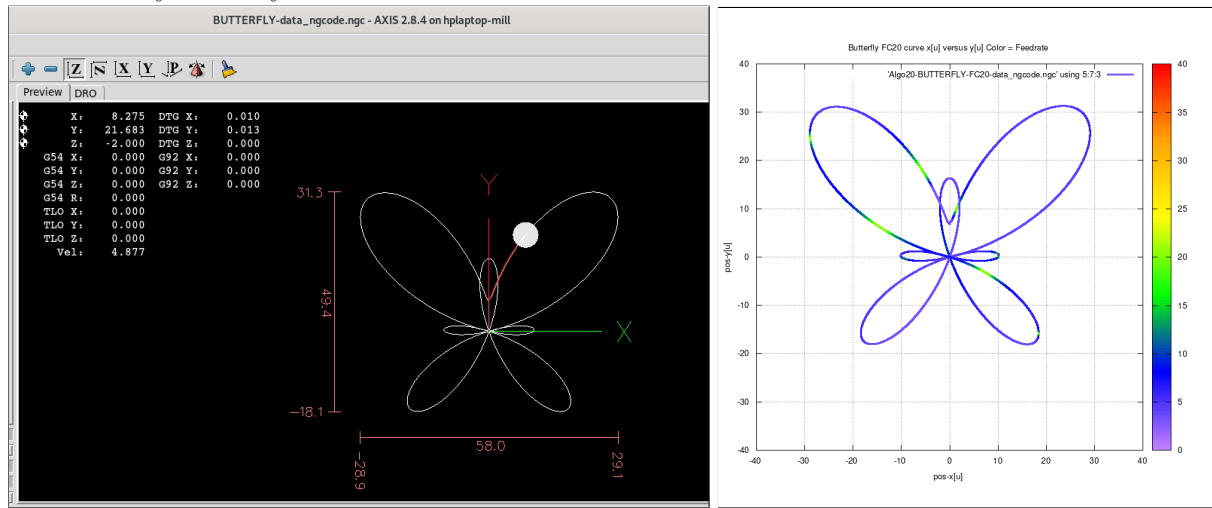 BUTTERFLY-data_ngcode.ngc - AXIS 2.8.4 on hplaptop-mill
Z N X Y P
Preview DRO
X: 8.275 DTG X: 0.010
Y: 21.683 DTG Y: 0.013
Z: -2.000 DTG Z: 0.000
G54 X: 0.000 G92 X: 0.000
G54 Y: 0.000 G92 Y: 0.000
G54 Z: 0.000 G92 Z: 0.000
G54 R: 0.000
TLO X: 0.000
TLO Y: 0.000
TLO Z: 0.000
Vel: 4.877
Y
31.3
49.4
X
-18.1
58.0
-28.9
29.1
Butterfly FC20 curve x[u] versus y[u] Color = Feedrate
'Algo20-BUTTERFLY-FC20-data_ngcode.ngc' using 5:7:3
40
30
20
10
0
-10
-20
-30
-40
pos-y[u]
-40 -30 -20 -10 0 10 20 30 40
pos-x[u]
40
35
30
25
20
15
10
5
0